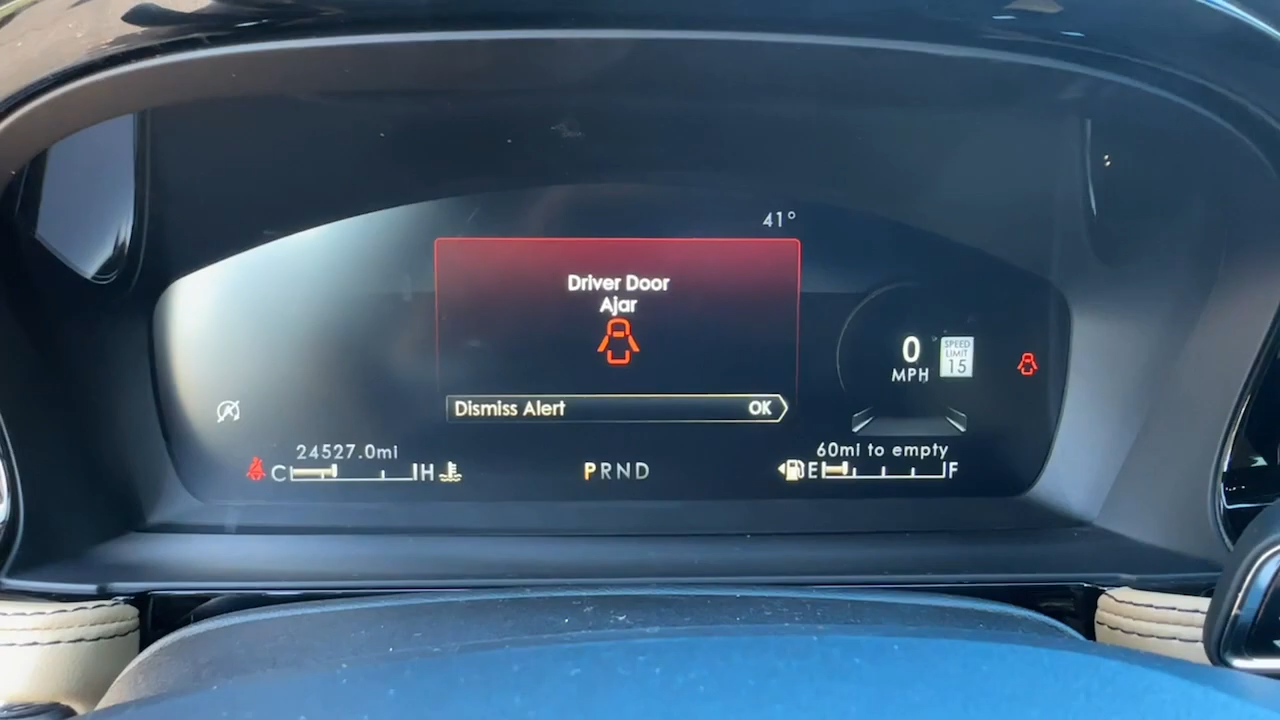 41°
Driver Door
Ajar
0
MPH
SPEED
LIMIT
15
Dismiss Alert OK
24527.0mi
60mi to empty
C H
PRND
E F